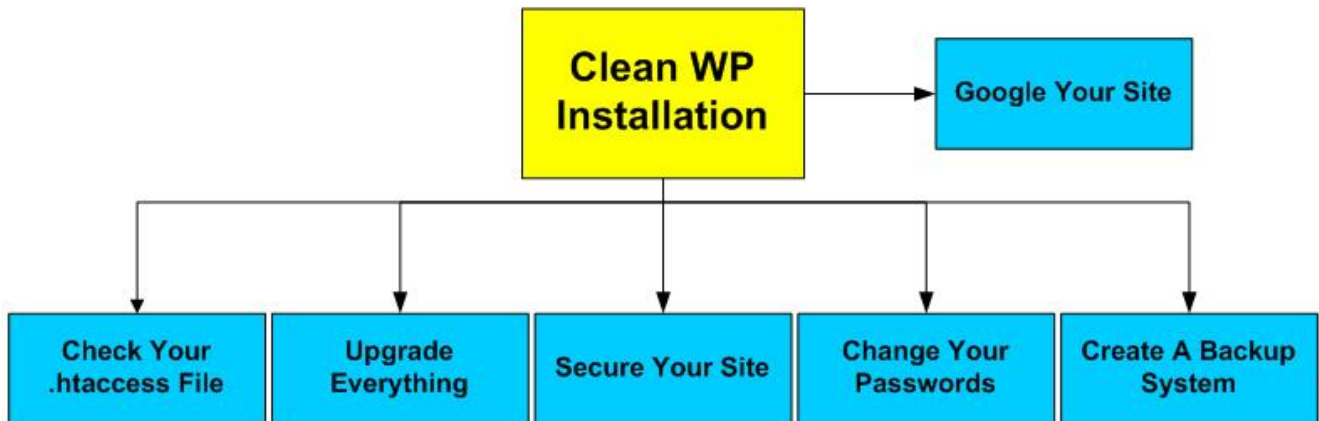 Clean WP
Installation
Google Your Site
Check Your
.htaccess File
Upgrade
Everything
Secure Your Site
Change Your
Passwords
Create A Backup
System